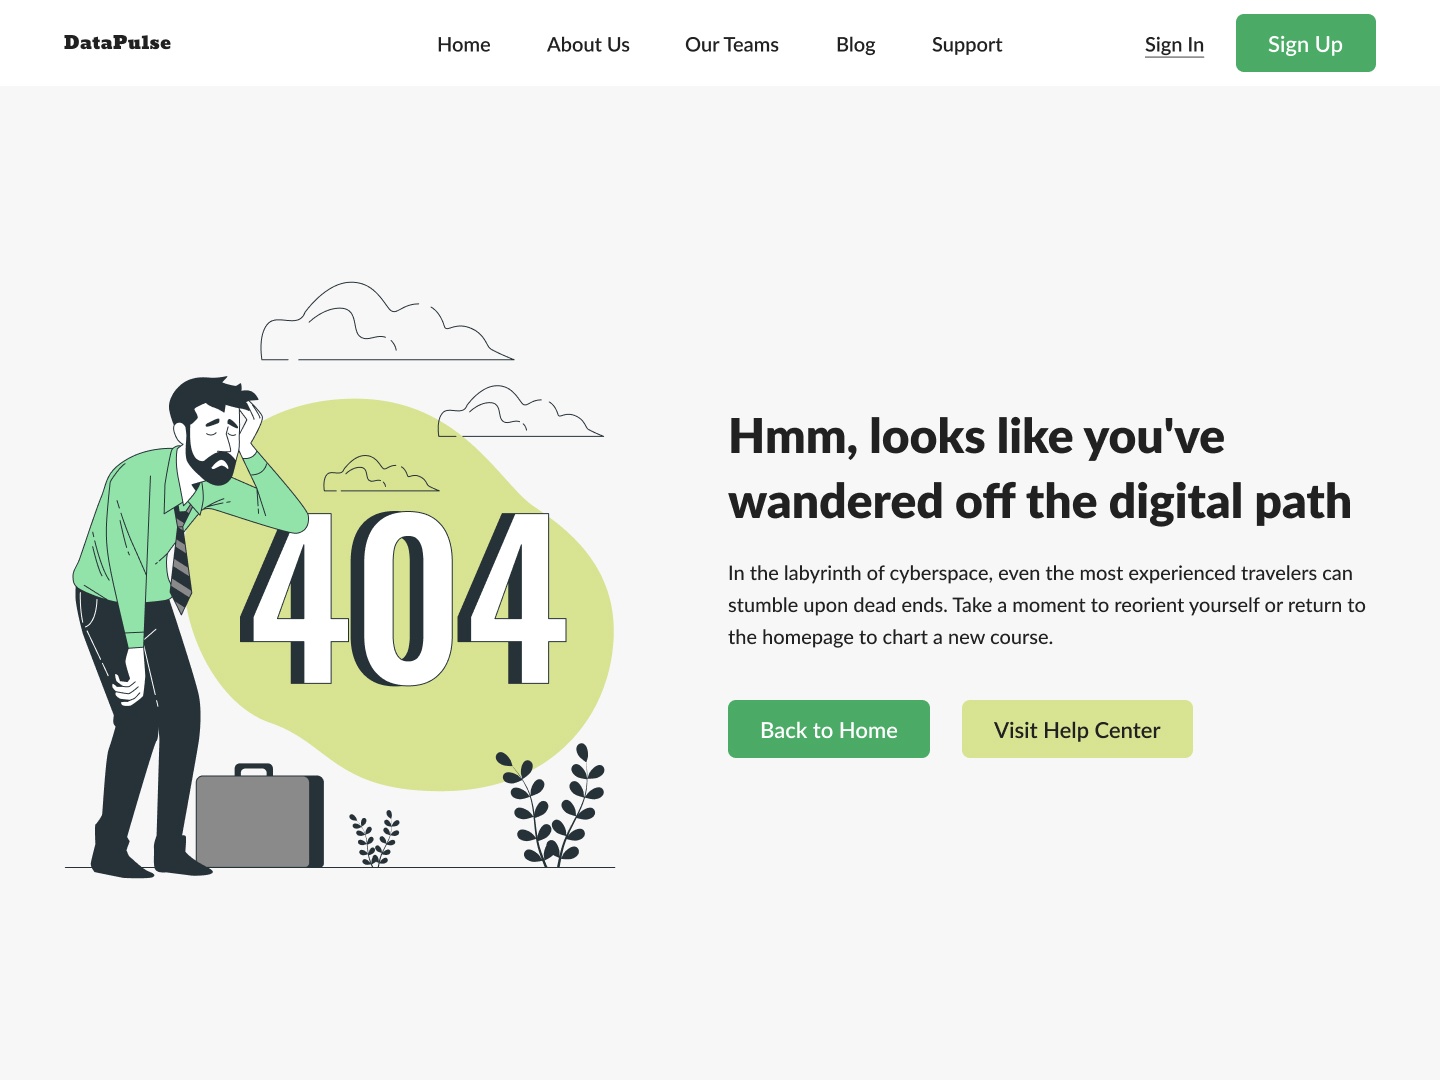 DataPulse
Home
About Us
Our Teams
Blog
Support
Sign In
Sign Up
404
Hmm, looks like you've
wandered off the digital path
In the labyrinth of cyberspace, even the most experienced travelers can
stumble upon dead ends. Take a moment to reorient yourself or return to
the homepage to chart a new course.
Back to Home
Visit Help Center